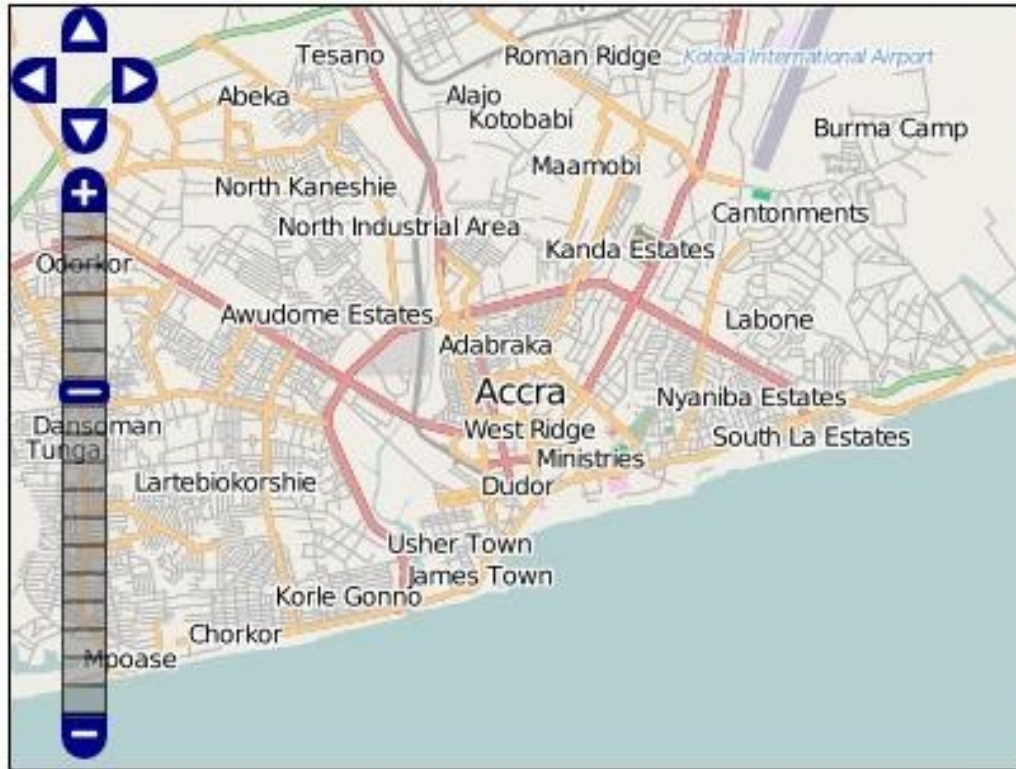 Tesano
Roman Ridge
Kotoka International Airport
Abeka
Alajo
Kotobabi
Burma Camp
Maamobi
North Kaneshie
Cantonments
North Industrial Area
Kanda Estates
Odorkor
Awudome Estates
Labone
Adabraka
Accra
Nyaniba Estates
Dansoman
West Ridge
South La Estates
Tunga
Ministries
Lartebiokorshie
Dudor
Usher Town
James Town
Korle Gonno
Chorkor
Mpoase